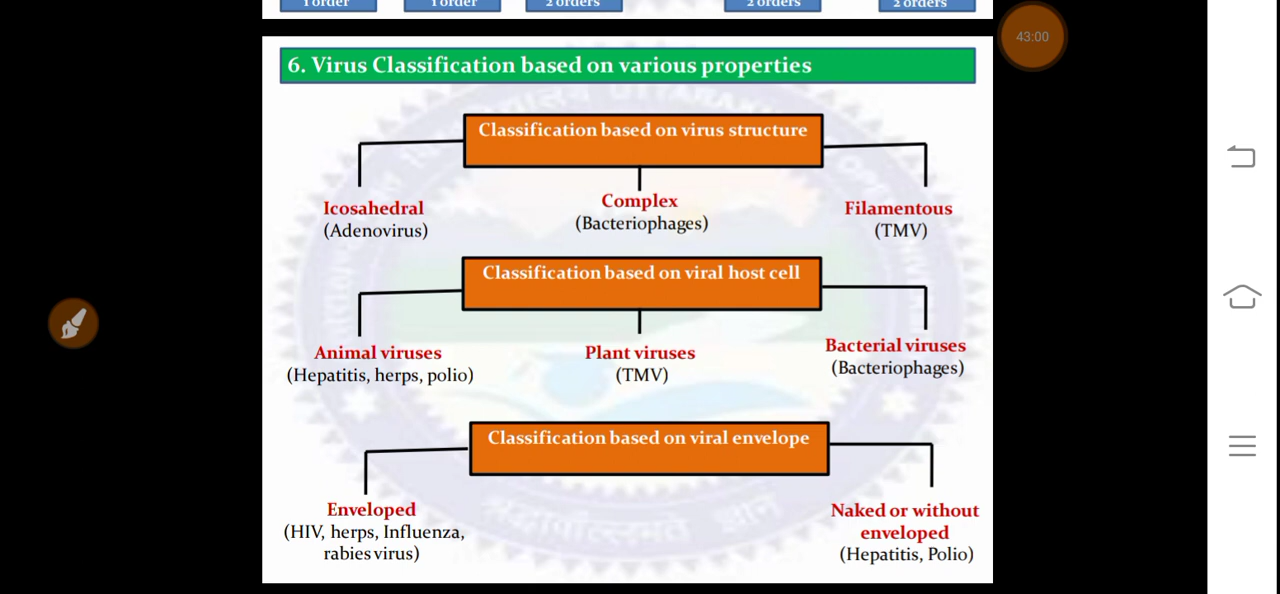 1 order 1 order 2 orders 2 orders 2 orders
43:00
6. Virus Classification based on various properties
Classification based on virus structure
Icosahedral
(Adenovirus)
Complex
(Bacteriophages)
Filamentous
(TMV)
Classification based on viral host cell
Animal viruses
(Hepatitis, herps, polio)
Plant viruses
(TMV)
Bacterial viruses
(Bacteriophages)
Classification based on viral envelope
Enveloped
(HIV, herps, Influenza,
rabies virus)
Naked or without
enveloped
(Hepatitis, Polio)